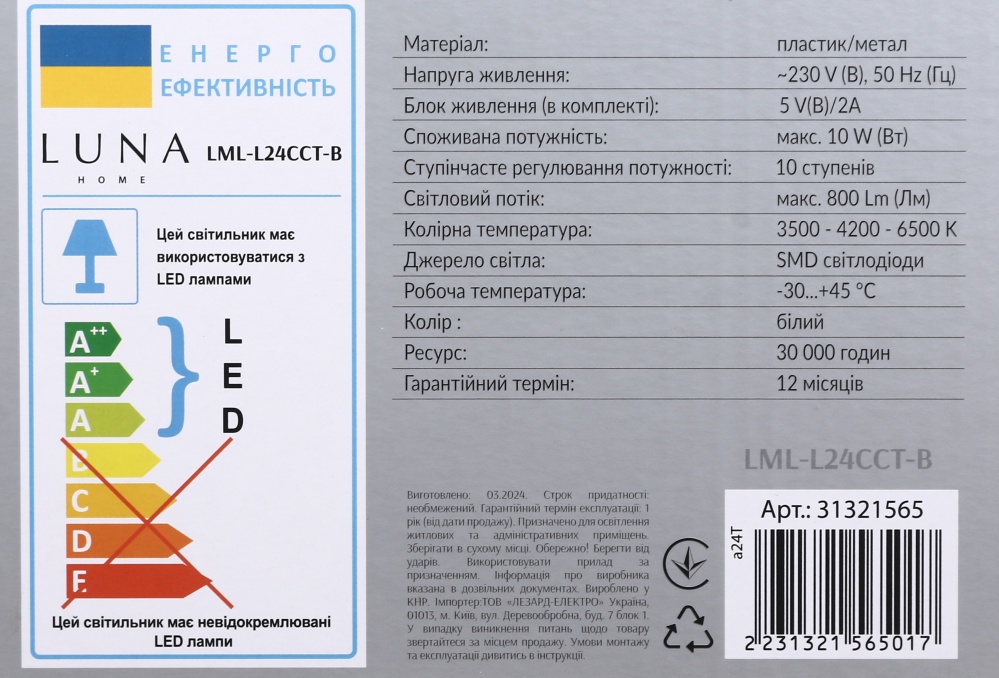 ЕНЕРГО
ЕФЕКТИВНІСТЬ
LUNA LML-L24CCT-B
HOME
Цей світильник має
використовуватися з
LED лампами
A++
A+
A
B
C
D
E
L
E
D
Цей світильник має невідокремлювані
LED лампи
Матеріал: пластик/метал
Напруга живлення: ~230 V (В), 50 Hz (Гц)
Блок живлення (в комплекті): 5 V(В)/2A
Споживана потужність: макс. 10 W (Вт)
Ступінчасте регулювання потужності: 10 ступенів
Світловий потік: макс. 800 Lm (Лм)
Колірна температура: 3500 - 4200 - 6500 К
Джерело світла: SMD світлодіоди
Робоча температура: -30...+45 °C
Колір : білий
Ресурс: 30 000 годин
Гарантійний термін: 12 місяців
LML-L24CCT-B
Виготовлено: 03.2024. Строк придатності:
необмежений. Гарантійний термін експлуатації: 1
рік (від дати продажу). Призначено для освітлення
житлових та адміністративних приміщень.
Зберігати в сухому місці. Обережно! Берегти від
ударів. Використовувати прилад за
призначенням. Інформація про виробника
вказана в дозвільних документах. Вироблено у
КНР. Імпортер:ТОВ «ЛЕЗАРД-ЕЛЕКТРО» Україна,
01013, м. Київ, вул. Деревообробна, буд. 7 блок 1.
У випадку виникнення питань щодо товару
звертайтеся за місцем продажу. Умови монтажу
та експлуатації дивитись в інструкції.
Арт.: 31321565
a24T
2 231321 565017